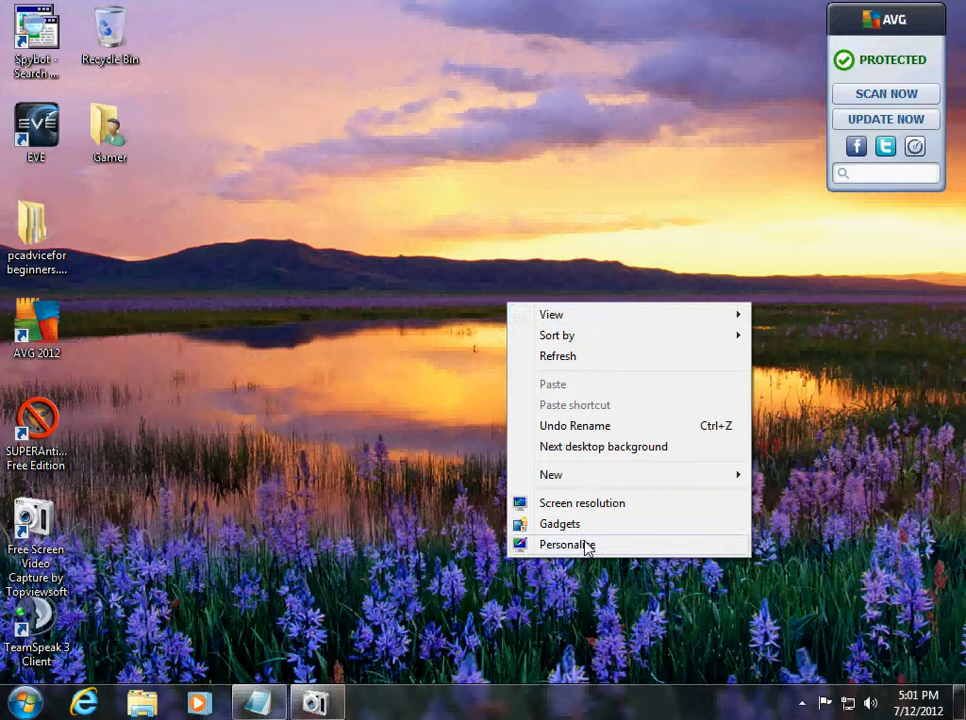 Spybot -
Search ...
Recycle Bin
EVE
EVE
Gamer
pcadvicefor
beginners....
AVG 2012
SUPERAnti...
Free Edition
Free Screen
Video
Capture by
Topviewsoft
TeamSpeak 3
Client
AVG
PROTECTED
SCAN NOW
UPDATE NOW
f t
View
Sort by
Refresh
Paste
Paste shortcut
Undo Rename Ctrl+Z
Next desktop background
New
Screen resolution
Gadgets
Personalize
5:01 PM
7/12/2012